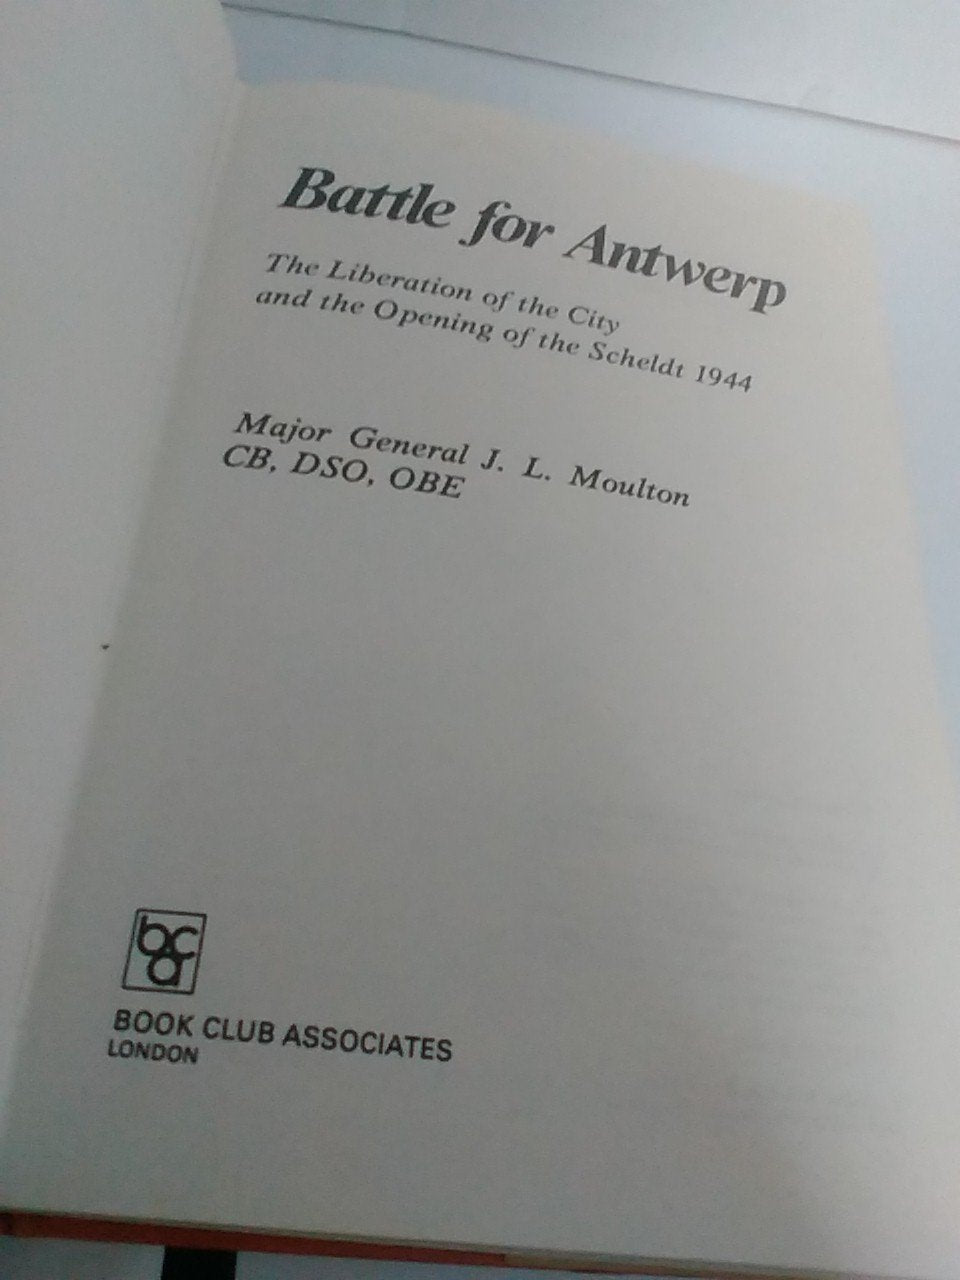 Battle for Antwerp
The Liberation of the City
and the Opening of the Scheldt 1944
Major General J. L. Moulton
CB, DSO, OBE
bca
BOOK CLUB ASSOCIATES
LONDON